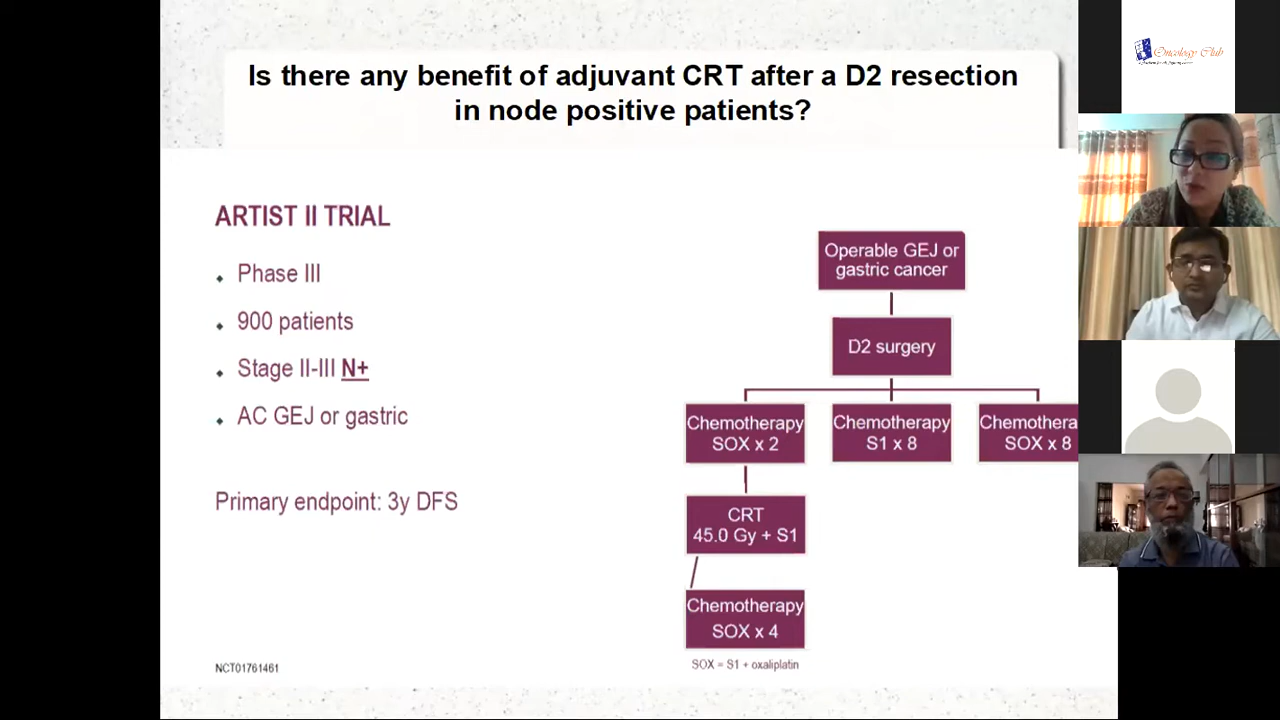 Is there any benefit of adjuvant CRT after a D2 resection
in node positive patients?
Oncology Club
ARTIST II TRIAL
Phase III
900 patients
Stage II-III N+
AC GEJ or gastric
Primary endpoint: 3y DFS
Operable GEJ or
gastric cancer
D2 surgery
Chemotherapy
SOX x 2
Chemotherapy
S1 x 8
Chemothera
SOX x 8
CRT
45.0 Gy + S1
Chemotherapy
SOX x 4
SOX = S1 + oxaliplatin
NCT01761461